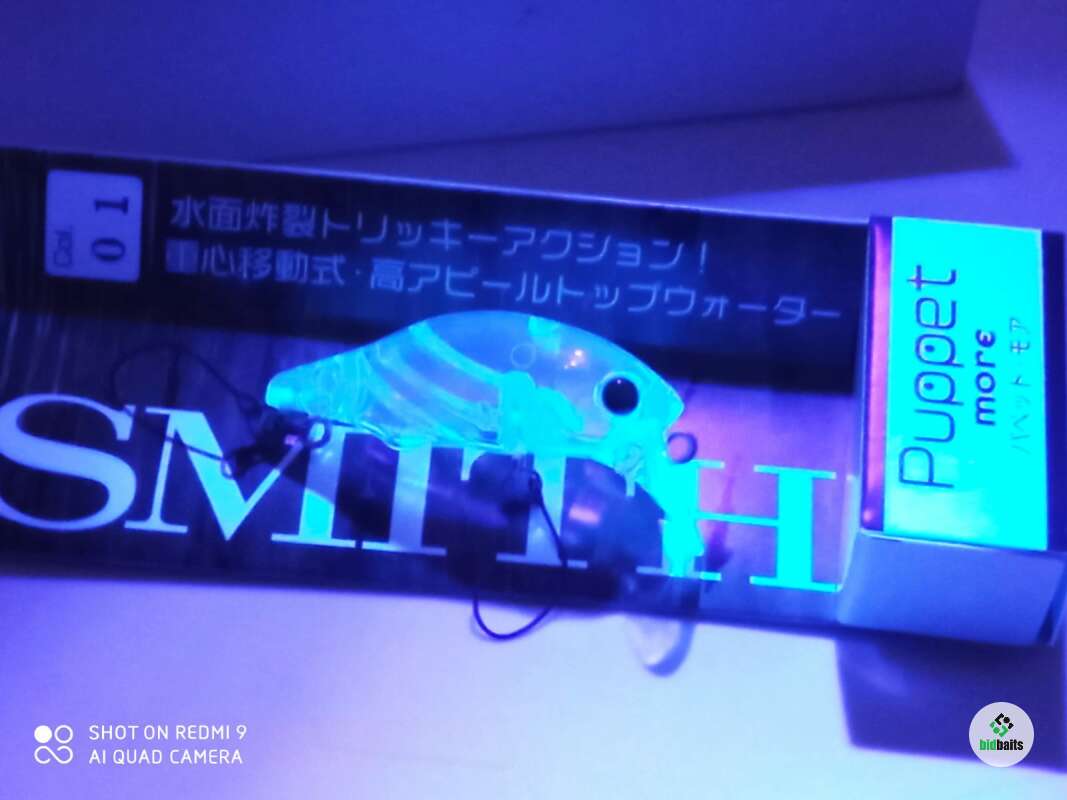 Col.
01
水面炸裂トリッキーアクション!
重心移動式・高アピールトップウォーター
SMITH
Puppet
more
パペット モア
SHOT ON REDMI 9
AI QUAD CAMERA
bidbaits